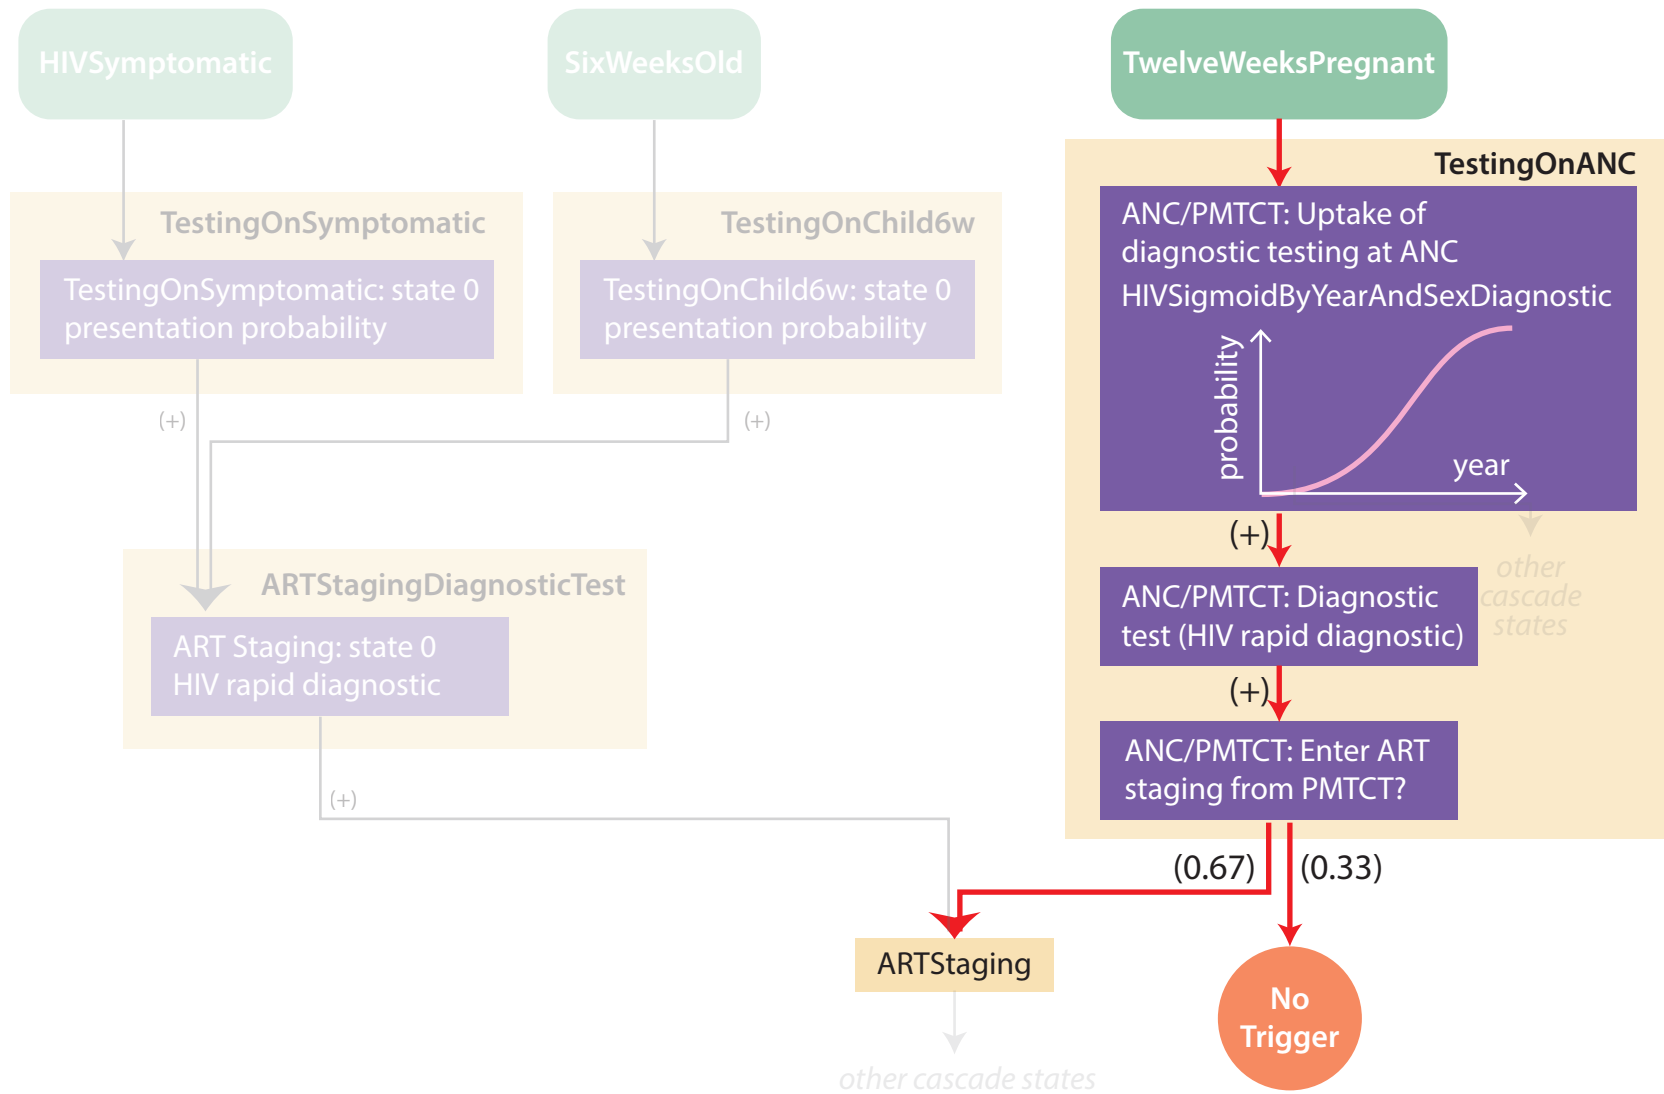 HIVSymptomatic
SixWeeksOld
TwelveWeeksPregnant
TestingOnSymptomatic
TestingOnSymptomatic: state 0
presentation probability
(+)
TestingOnChild6w
TestingOnChild6w: state 0
presentation probability
(+)
TestingOnANC
ANC/PMTCT: Uptake of
diagnostic testing at ANC
HIVSigmoidByYearAndSexDiagnostic
probability
year
(+)
other
cascade
states
ANC/PMTCT: Diagnostic
test (HIV rapid diagnostic)
(+)
ANC/PMTCT: Enter ART
staging from PMTCT?
ARTStagingDiagnosticTest
ART Staging: state 0
HIV rapid diagnostic
(+)
(0.67)
(0.33)
ARTStaging
other cascade states
No
Trigger